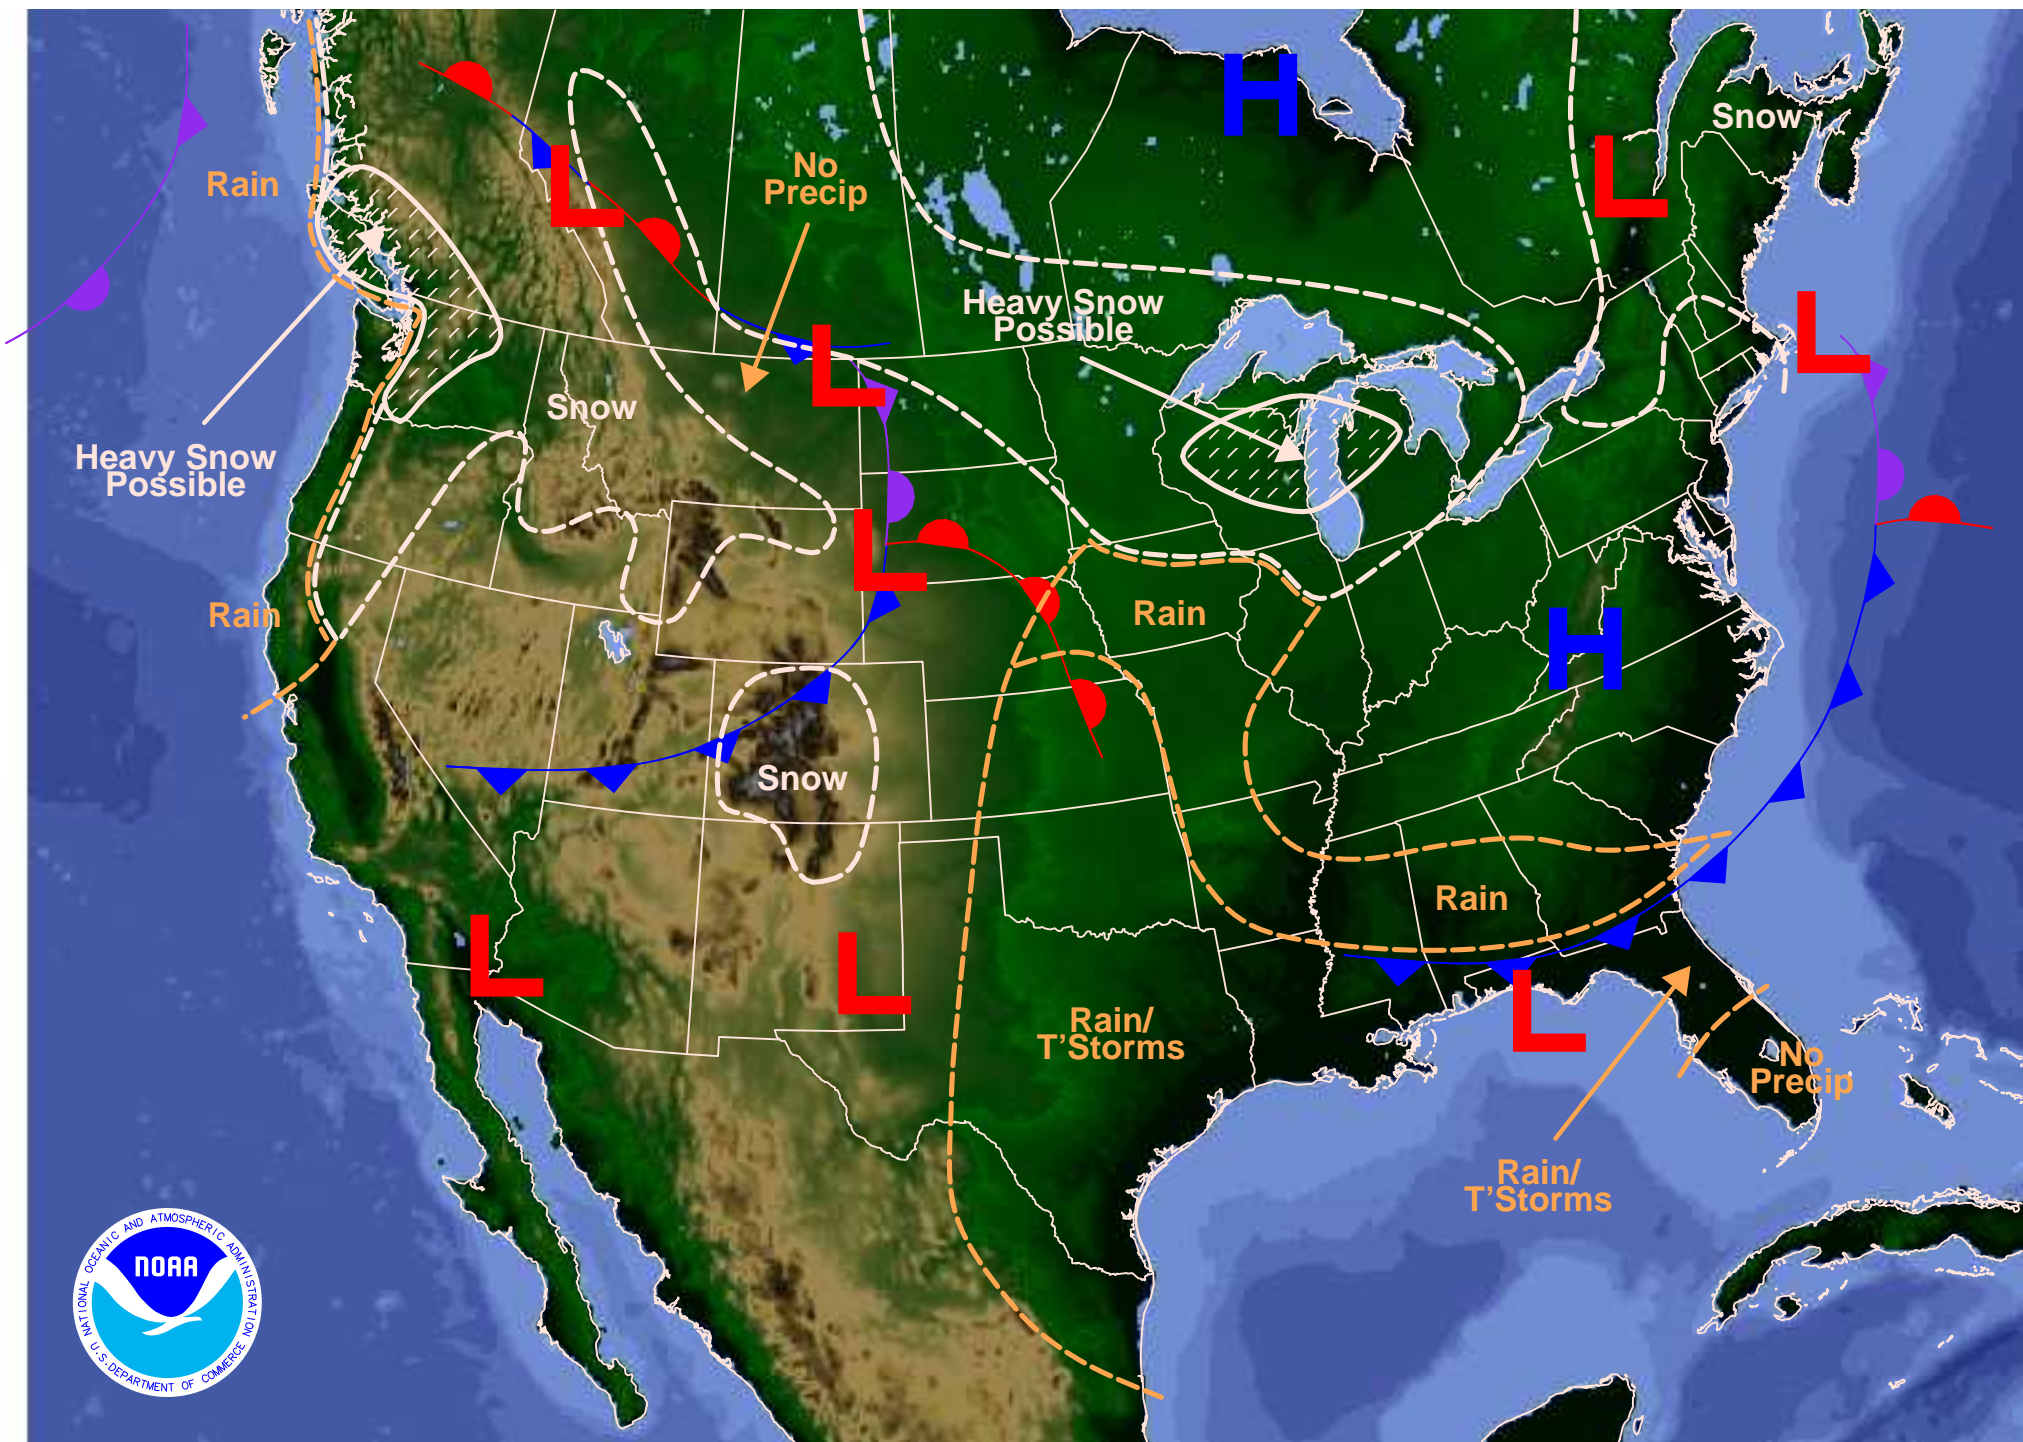 H
Snow
L
No
Precip
Rain
L
Heavy Snow
Possible
L
L
Snow
Heavy Snow
Possible
L
Rain
Rain
H
Snow
Rain
L
L
L
Rain/
T'Storms
No
Precip
Rain/
T'Storms
NATIONAL OCEANIC AND ATMOSPHERIC ADMINISTRATION
NOAA
U.S. DEPARTMENT OF COMMERCE